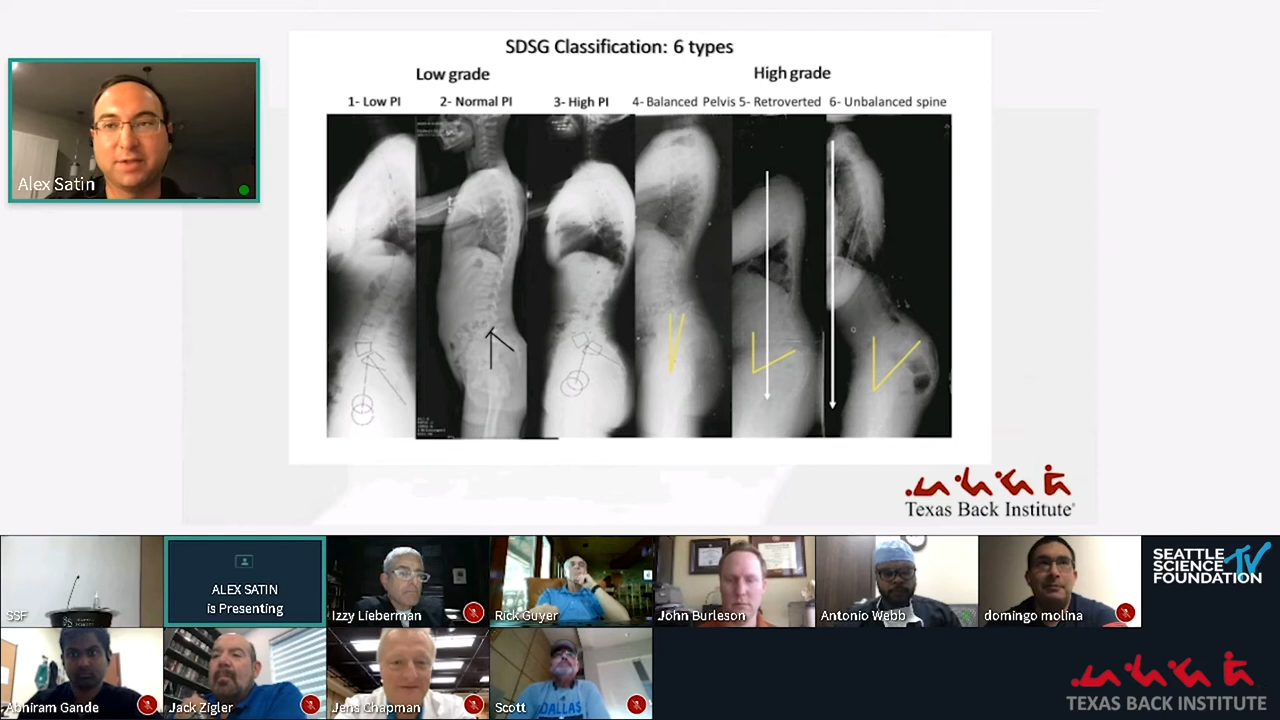 SDSG Classification: 6 types
Low grade
High grade
1- Low PI
2- Normal PI
3- High PI
4- Balanced Pelvis
5- Retroverted
6- Unbalanced spine
Alex Satin
Texas Back Institute
SSF
ALEX SATIN
is Presenting
Izzy Lieberman
Rick Guyer
John Burleson
Antonio Webb
domingo molina
SEATTLE
SCIENCE
FOUNDATION
TV
Abhiram Gande
Jack Zigler
Jens Chapman
Scott
DALLAS
TEXAS BACK INSTITUTE